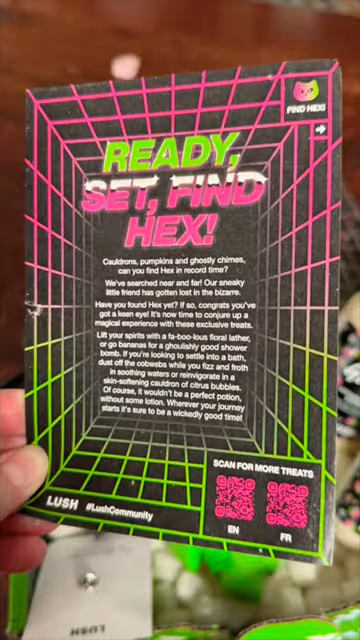 FIND HEX!
READY,
SET, FIND
HEX!
Cauldrons, pumpkins and ghostly chimes,
can you find Hex in record time?
We've searched near and far! Our sneaky
little friend has gotten lost in the bizarre.
Have you found Hex yet? If so, congrats you've
got a keen eye! It's now time to conjure up a
magical experience with these exclusive treats.
Lift your spirits with a fa-boo-lous floral lather,
or go bananas for a ghoulishly good shower
bomb. If you're looking to settle into a bath,
dust off the cobwebs while you fizz and froth
in soothing waters or reinvigorate in a
skin-softening cauldron of citrus bubbles.
Of course, it wouldn't be a perfect potion,
without some lotion. Wherever your journey
starts it's sure to be a wickedly good time!
SCAN FOR MORE TREATS
EN
FR
LUSH #LushCommunity
LUSH